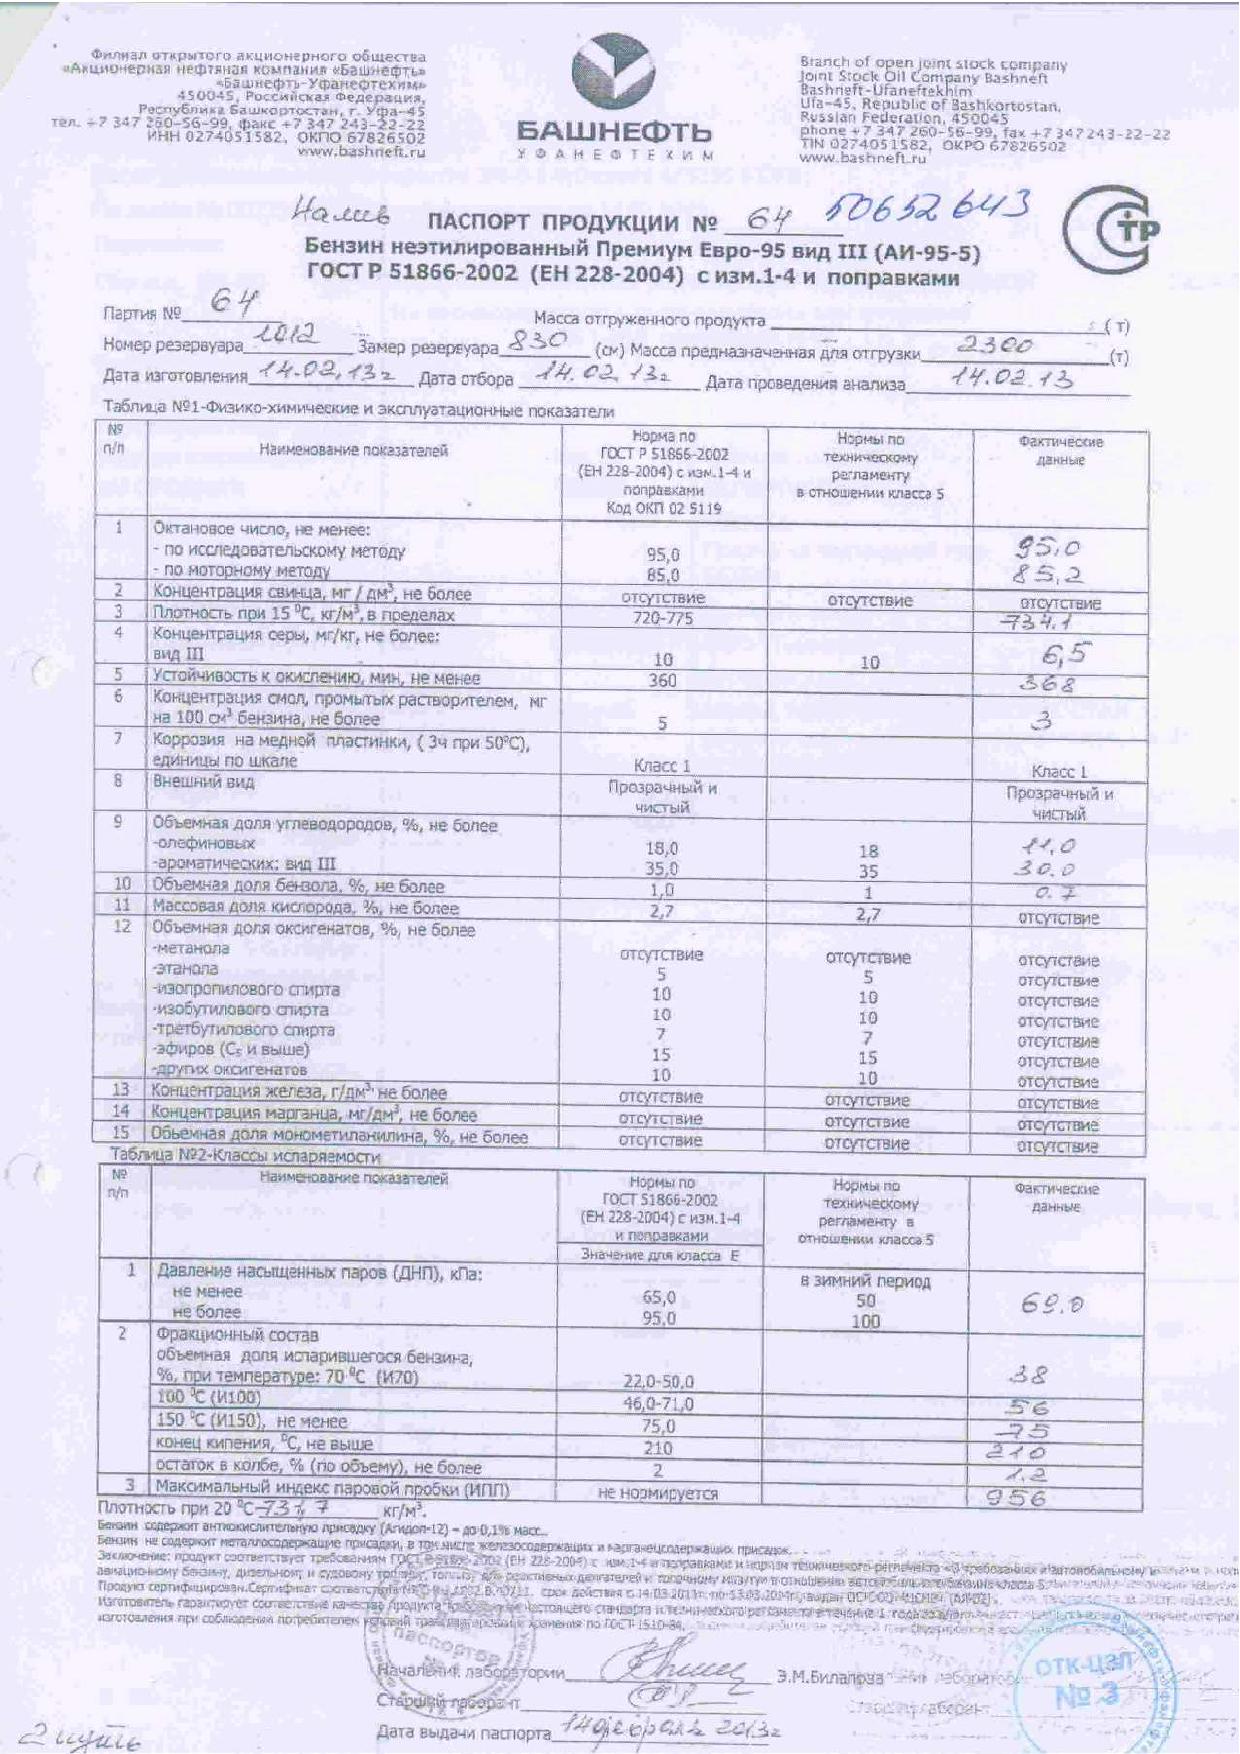 Филиал открытого акционерного общества
«Акционерная нефтяная компания «Башнефть»
«Башнефть-Уфанефтехим»
450045, Российская Федерация,
Республика Башкортостан, г. Уфа-45
тел. +7 347 260-56-99, факс +7 347 243-22-22
ИНН 0274051582, ОКПО 67826502
www.bashneft.ru
БАШНЕФТЬ
УФАНЕФТЕХИМ
Branch of open joint stock company
Joint Stock Oil Company Bashneft
Bashneft-Ufaneftekhim
Ufa-45, Republic of Bashkortostan,
Russian Federation, 450045
phone +7 347 260-56-99, fax +7 347 243-22-22
TIN 0274051582, OKPO 67826502
www.bashneft.ru
Налив ПАСПОРТ ПРОДУКЦИИ № 64 50652643
Бензин неэтилированный Премиум Евро-95 вид III (АИ-95-5)
ГОСТ Р 51866-2002 (ЕН 228-2004) с изм.1-4 и поправками
Партия № 64 Масса отгруженного продукта (т)
Номер резервуара 1012 Замер резервуара 830 (см) Масса предназначенная для отгрузки 2300 (т)
Дата изготовления 14.02.13г Дата отбора 14.02.13г Дата проведения анализа 14.02.13
Таблица №1-Физико-химические и эксплуатационные показатели
№ п/п Наименование показателей Норма по ГОСТ Р 51866-2002 (ЕН 228-2004) с изм.1-4 и поправками Код ОКП 02 5119 Нормы по техническому регламенту в отношении класса 5 Фактические данные
1 Октановое число, не менее:
- по исследовательскому методу 95,0 95,0
- по моторному методу 85,0 85,2
2 Концентрация свинца, мг / дм³, не более отсутствие отсутствие отсутствие
3 Плотность при 15 ⁰С, кг/м³, в пределах 720-775 734.1
4 Концентрация серы, мг/кг, не более:
вид III 10 10 6,5
5 Устойчивость к окислению, мин, не менее 360 368
6 Концентрация смол, промытых растворителем, мг
на 100 см³ бензина, не более 5 3
7 Коррозия на медной пластинки, ( 3ч при 50⁰С),
единицы по шкале Класс 1 Класс 1
8 Внешний вид Прозрачный и чистый Прозрачный и чистый
9 Объемная доля углеводородов, %, не более
-олефиновых 18,0 18 11,0
-ароматических: вид III 35,0 35 30.0
10 Объемная доля бензола, %, не более 1,0 1 0.7
11 Массовая доля кислорода, %, не более 2,7 2,7 отсутствие
12 Объемная доля оксигенатов, %, не более
-метанола отсутствие отсутствие отсутствие
-этанола 5 5 отсутствие
-изопропилового спирта 10 10 отсутствие
-изобутилового спирта 10 10 отсутствие
-третбутилового спирта 7 7 отсутствие
-эфиров (С₅ и выше) 15 15 отсутствие
-других оксигенатов 10 10 отсутствие
13 Концентрация железа, г/дм³ не более отсутствие отсутствие отсутствие
14 Концентрация марганца, мг/дм³, не более отсутствие отсутствие отсутствие
15 Объемная доля монометиланилина, %, не более отсутствие отсутствие отсутствие
Таблица №2-Классы испаряемости
№ п/п Наименование показателей Нормы по ГОСТ 51866-2002 (ЕН 228-2004) с изм.1-4 и поправками Нормы по техническому регламенту в отношении класса 5 Фактические данные
Значение для класса Е
1 Давление насыщенных паров (ДНП), кПа: в зимний период
не менее 65,0 50 69.0
не более 95,0 100
2 Фракционный состав
объемная доля испарившегося бензина,
%, при температуре: 70 ⁰С (И70) 22,0-50,0 38
100 ⁰С (И100) 46,0-71,0 56
150 ⁰С (И150), не менее 75,0 75
конец кипения, ⁰С, не выше 210 210
остаток в колбе, % (по объему), не более 2 1.2
3 Максимальный индекс паровой пробки (ИПП) не нормируется 956
Плотность при 20 ⁰С 731,7 кг/м³.
Бензин содержит антиокислительную присадку (Агидол-12) – до 0,1% масс..
Бензин не содержит металлосодержащие присадки, в том числе железосодержащих и марганецсодержащих присадок.
Заключение: продукт соответствует требованиям ГОСТ Р 51866-2002 (ЕН 228-2004) с изм.1-4 и поправками и нормам технического регламента
авиационному бензину, дизельному и судовому топливу, топливу для реактивных двигателей и топочному мазуту» в отношении
Продукт сертифицирован. Сертификат соответствия
Изготовитель гарантирует соответствие качества продукта требованиям настоящего стандарта и технического регламента в течение 1 года
изготовления при соблюдении потребителем условий транспортирования и хранения по ГОСТ 1510-84.
паспортов
Начальник лаборатории Э.М.Билалова
Старший лаборант
Дата выдачи паспорта 14 февраля 2013г
ОТК-цзл
№ 3